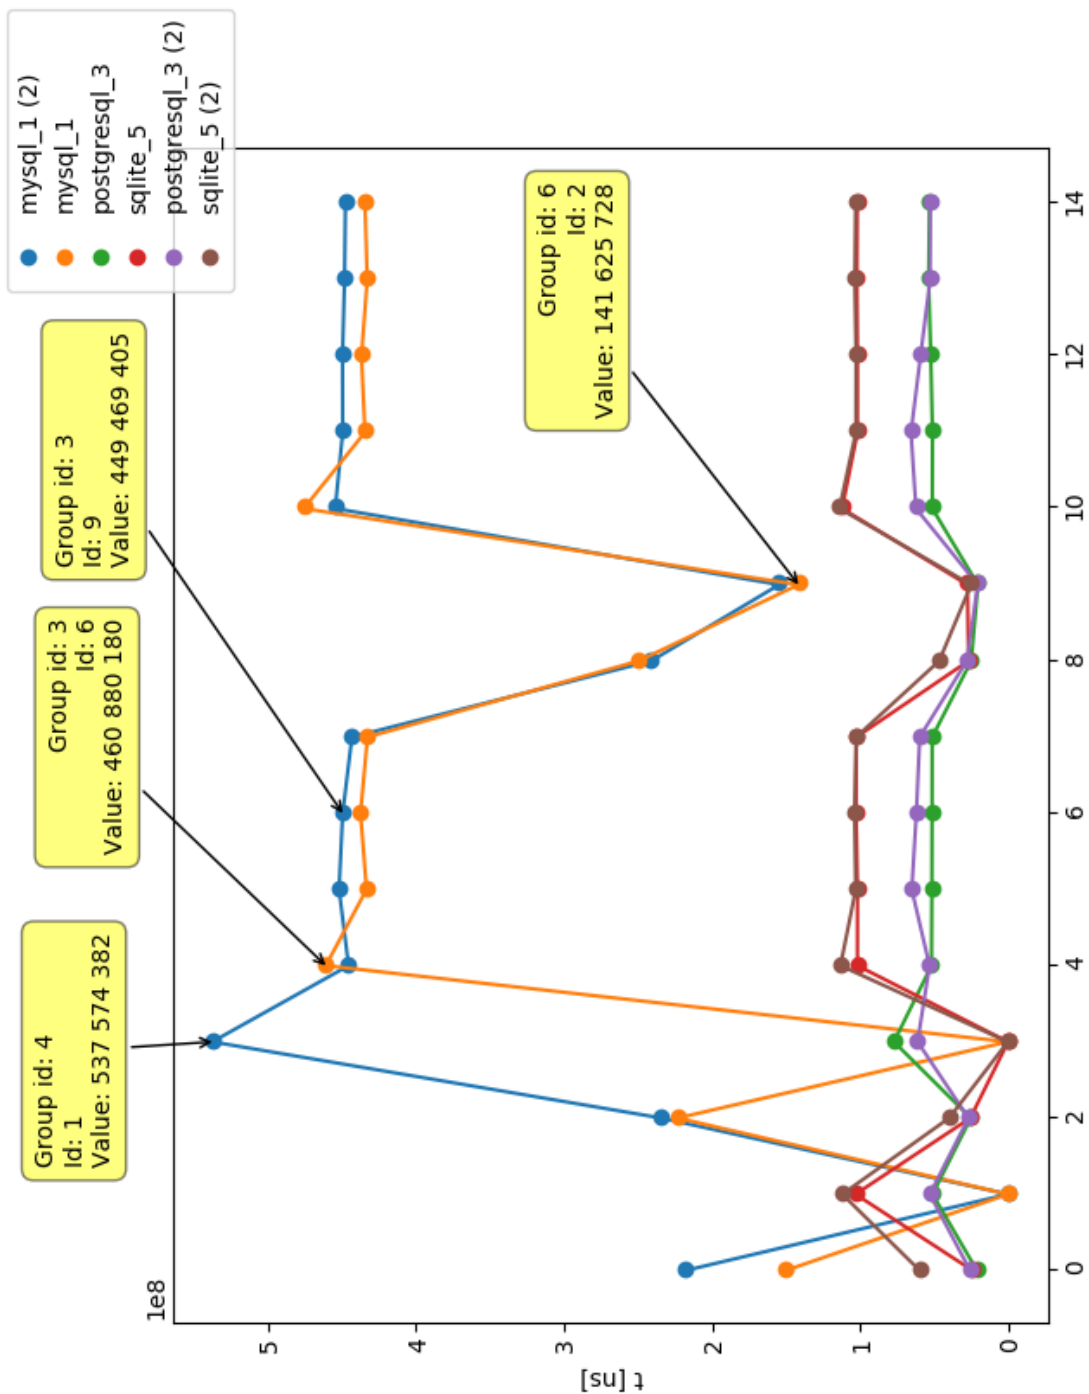 mysql_1 (2)
mysql_1
postgresql_3
sqlite_5
postgresql_3 (2)
sqlite_5 (2)
1e8
Group id: 4
Id: 1
Value: 537 574 382
Group id: 3
Id: 6
Value: 460 880 180
Group id: 3
Id: 9
Value: 449 469 405
Group id: 6
Id: 2
Value: 141 625 728
t [ns]
5
4
3
2
1
0
0
2
4
6
8
10
12
14